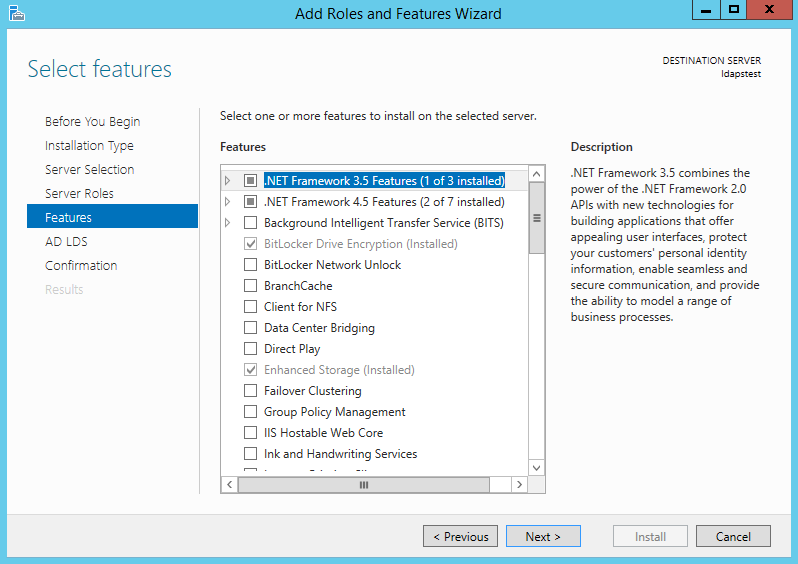 Add Roles and Features Wizard
Select features
DESTINATION SERVER
ldapstest
Before You Begin
Installation Type
Server Selection
Server Roles
Features
AD LDS
Confirmation
Results
Select one or more features to install on the selected server.
Features
.NET Framework 3.5 Features (1 of 3 installed)
.NET Framework 4.5 Features (2 of 7 installed)
Background Intelligent Transfer Service (BITS)
BitLocker Drive Encryption (Installed)
BitLocker Network Unlock
BranchCache
Client for NFS
Data Center Bridging
Direct Play
Enhanced Storage (Installed)
Failover Clustering
Group Policy Management
IIS Hostable Web Core
Ink and Handwriting Services
Description
.NET Framework 3.5 combines the
power of the .NET Framework 2.0
APIs with new technologies for
building applications that offer
appealing user interfaces, protect
your customers' personal identity
information, enable seamless and
secure communication, and provide
the ability to model a range of
business processes.
< Previous
Next >
Install
Cancel